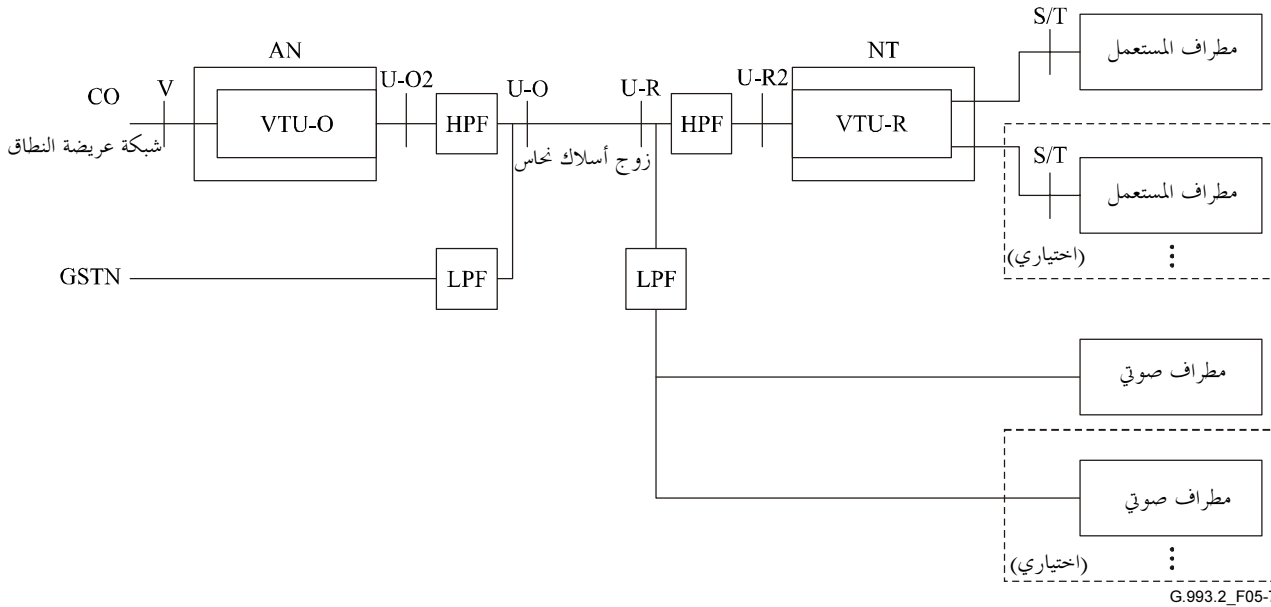 S/T
مطراف المستعمل
AN
NT
CO
V
U-O2
U-O
U-R
U-R2
VTU-O
HPF
HPF
VTU-R
شبكة عريضة النطاق
زوج أسلاك نحاس
S/T
مطراف المستعمل
(اختياري)
GSTN
LPF
LPF
مطراف صوتي
مطراف صوتي
(اختياري)
G.993.2_F05-